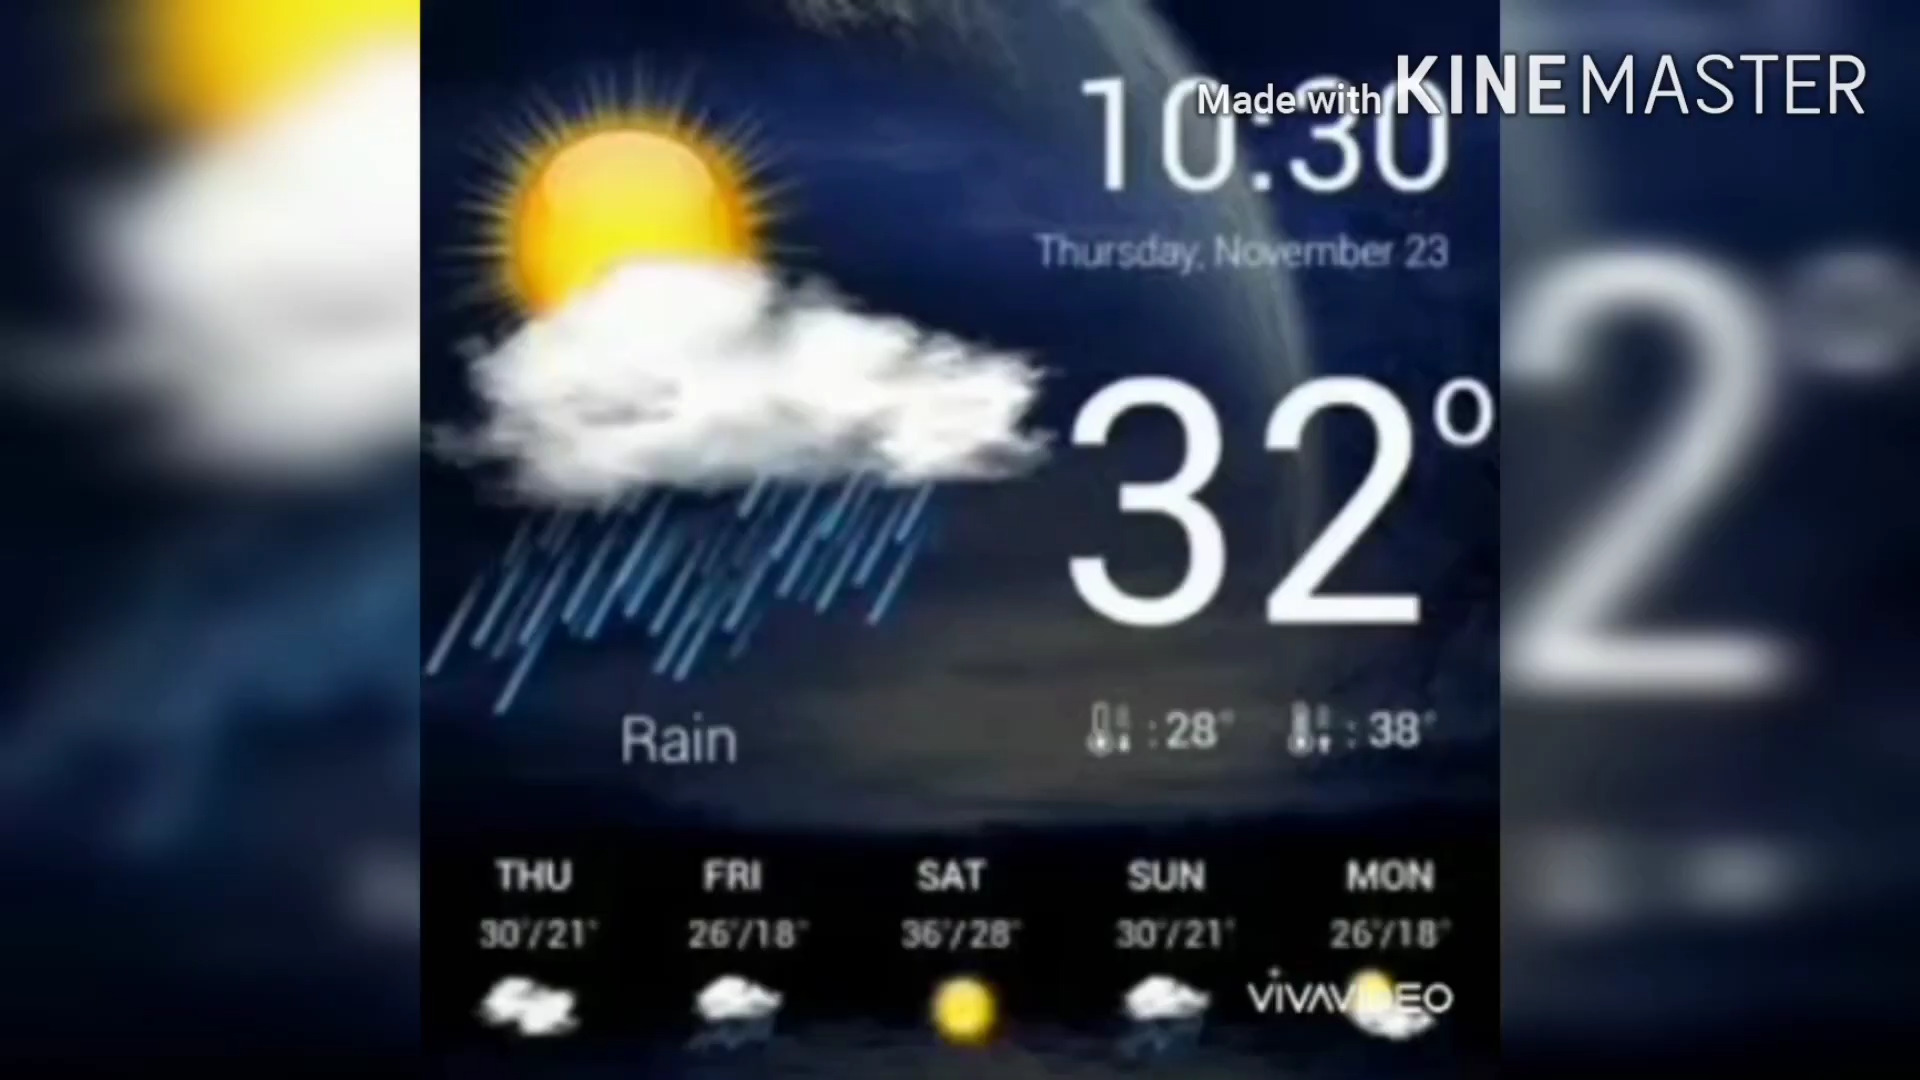 Made with KINEMASTER
10:30
Thursday, November 23
32°
Rain
:28° :38°
THU FRI SAT SUN MON
30°/21° 26°/18° 36°/28° 30°/21° 26°/18°
VIVAVIDEO
2°